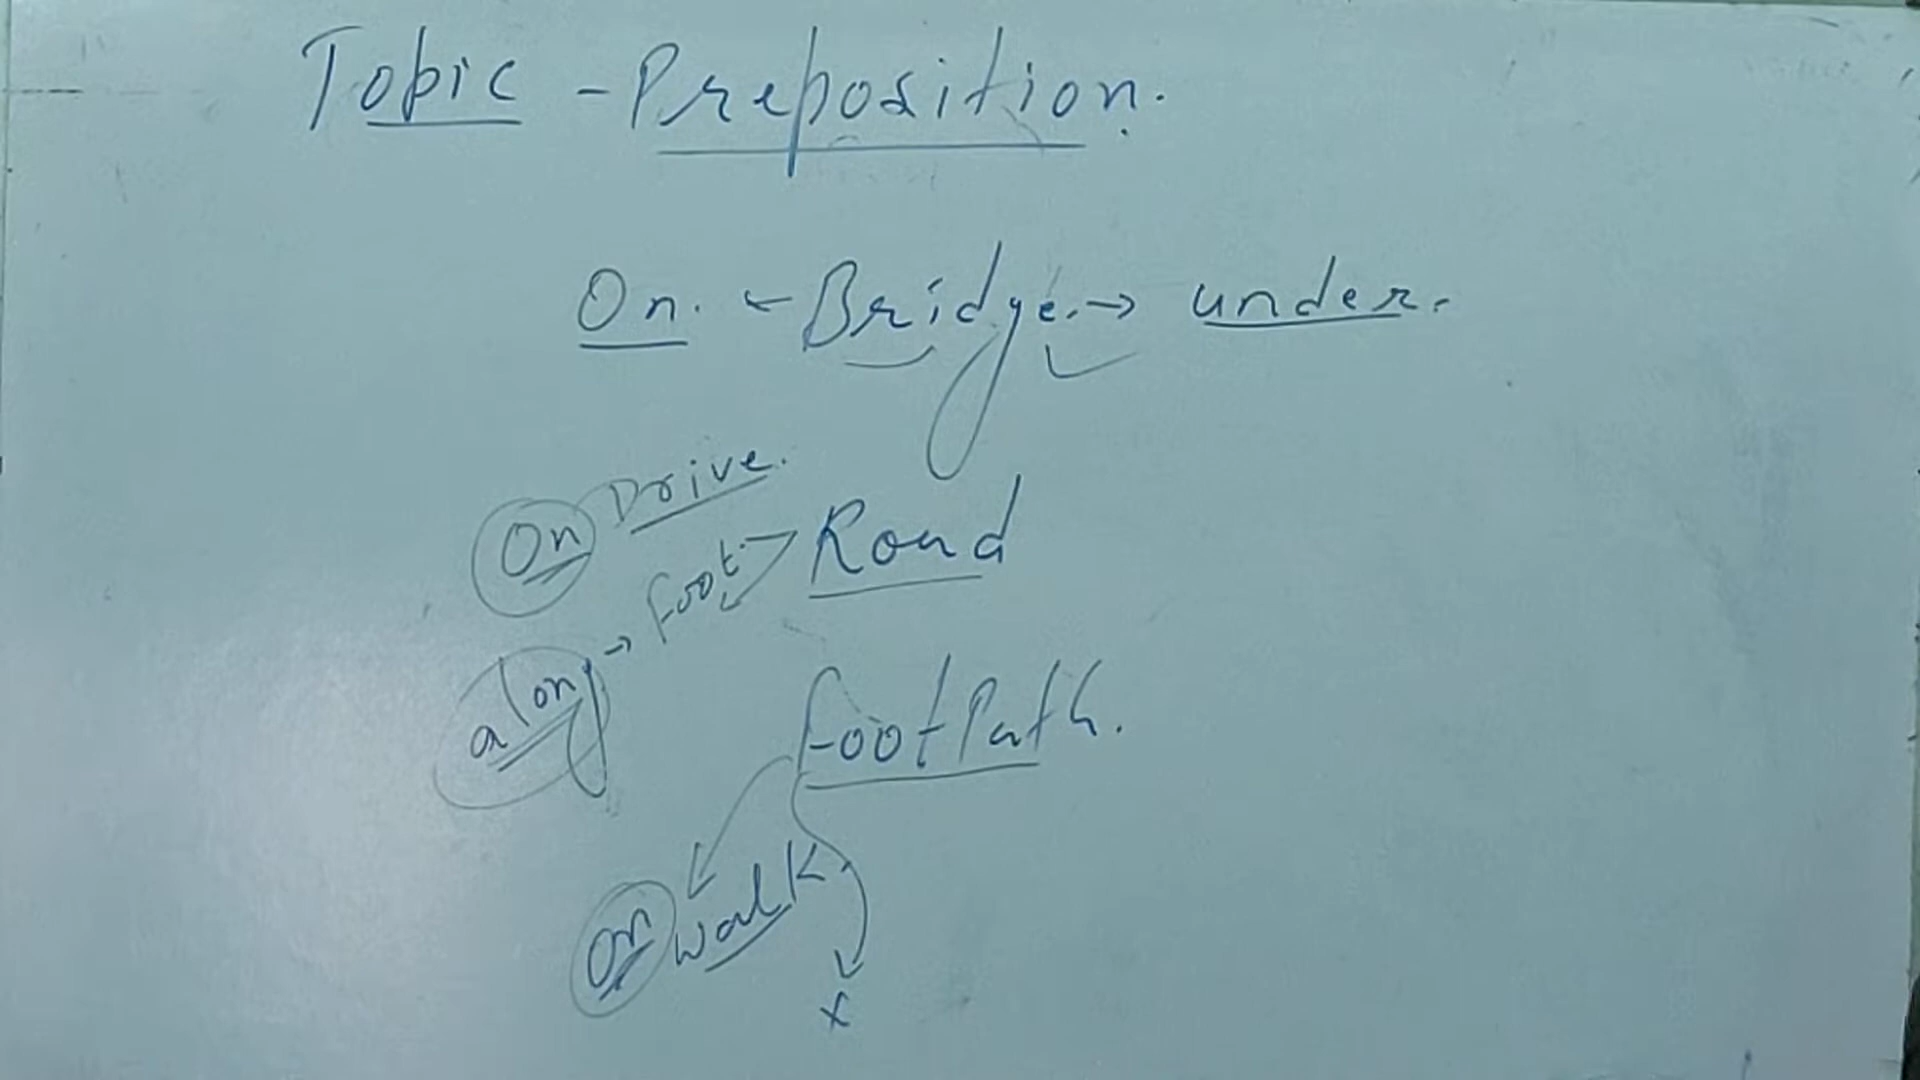 Topic - Preposition.
On. ← Bridge. → under.
On Drive.
Road
along → foot.
FootPath.
On walk
x